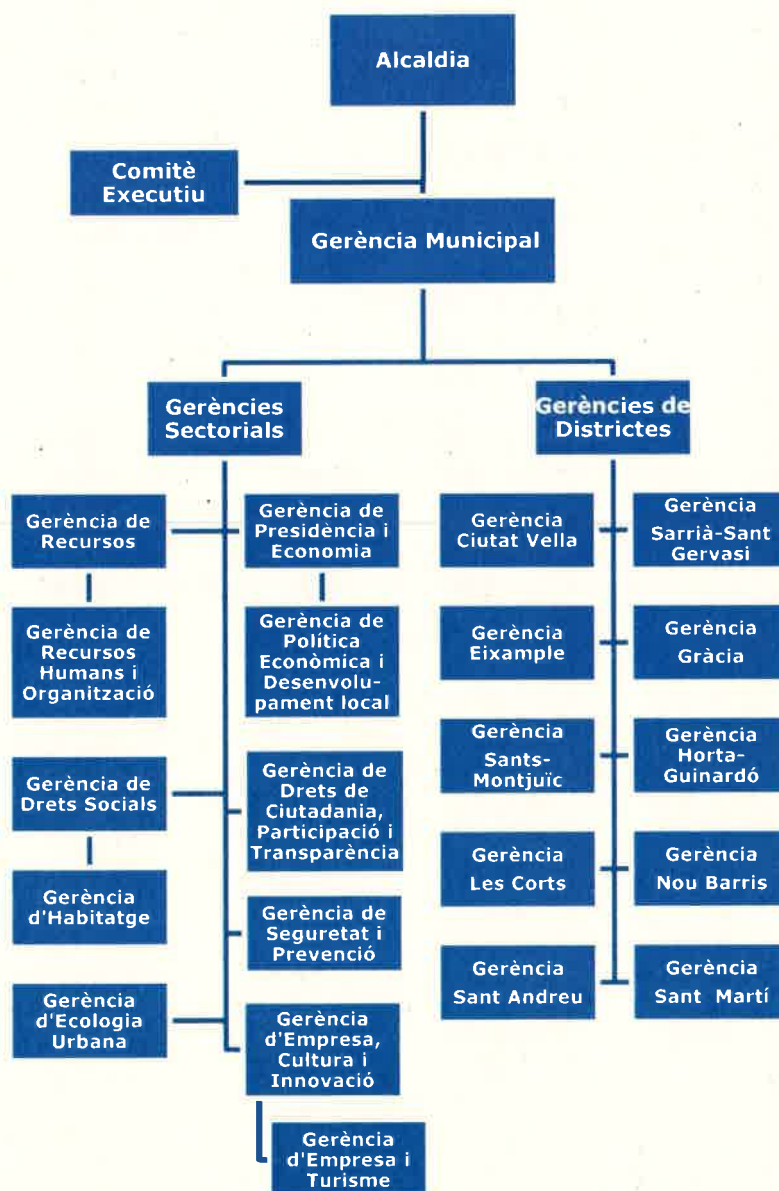 Alcaldia
Comitè
Executiu
Gerència Municipal
Gerències
Sectorials
Gerències de
Districtes
Gerència de
Recursos
Gerència de
Presidència i
Economia
Gerència
Ciutat Vella
Gerència
Sarrià-Sant
Gervasi
Gerència de
Recursos
Humans i
Organització
Gerència de
Política
Econòmica i
Desenvolu-
pament local
Gerència
Eixample
Gerència
Gràcia
Gerència de
Drets Socials
Gerència de
Drets de
Ciutadania,
Participació i
Transparència
Gerència
Sants-
Montjuïc
Gerència
Horta-
Guinardó
Gerència
d'Habitatge
Gerència de
Seguretat i
Prevenció
Gerència
Les Corts
Gerència
Nou Barris
Gerència
d'Ecologia
Urbana
Gerència
d'Empresa,
Cultura i
Innovació
Gerència
Sant Andreu
Gerència
Sant Martí
Gerència
d'Empresa i
Turisme